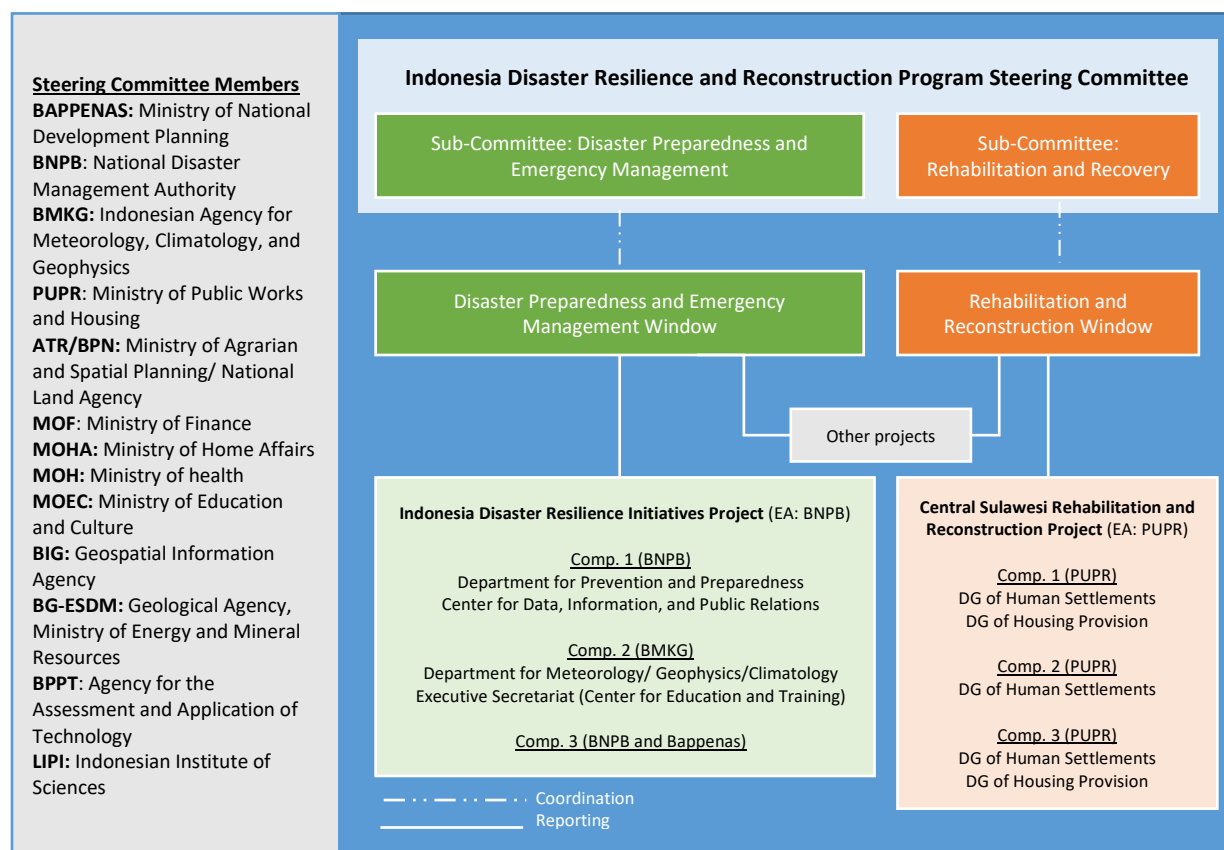 Steering Committee Members
BAPPENAS: Ministry of National
Development Planning
BNPB: National Disaster
Management Authority
BMKG: Indonesian Agency for
Meteorology, Climatology, and
Geophysics
PUPR: Ministry of Public Works
and Housing
ATR/BPN: Ministry of Agrarian
and Spatial Planning/ National
Land Agency
MOF: Ministry of Finance
MOHA: Ministry of Home Affairs
MOH: Ministry of health
MOEC: Ministry of Education
and Culture
BIG: Geospatial Information
Agency
BG-ESDM: Geological Agency,
Ministry of Energy and Mineral
Resources
BPPT: Agency for the
Assessment and Application of
Technology
LIPI: Indonesian Institute of
Sciences
Indonesia Disaster Resilience and Reconstruction Program Steering Committee
Sub-Committee: Disaster Preparedness and
Emergency Management
Sub-Committee:
Rehabilitation and Recovery
Disaster Preparedness and Emergency
Management Window
Rehabilitation and
Reconstruction Window
Other projects
Indonesia Disaster Resilience Initiatives Project (EA: BNPB)
Comp. 1 (BNPB)
Department for Prevention and Preparedness
Center for Data, Information, and Public Relations
Comp. 2 (BMKG)
Department for Meteorology/ Geophysics/Climatology
Executive Secretariat (Center for Education and Training)
Comp. 3 (BNPB and Bappenas)
Central Sulawesi Rehabilitation and
Reconstruction Project (EA: PUPR)
Comp. 1 (PUPR)
DG of Human Settlements
DG of Housing Provision
Comp. 2 (PUPR)
DG of Human Settlements
Comp. 3 (PUPR)
DG of Human Settlements
DG of Housing Provision
Coordination
Reporting